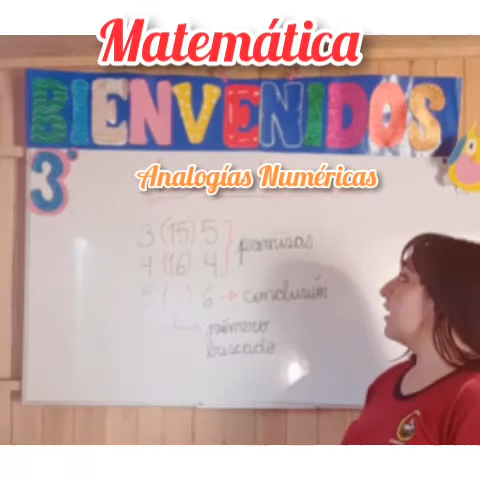 Matemática
BIENVENIDOS
3°
Analogías Numéricas
3 (15) 5
4 (16) 4
premisas
( ) 6 → conclusión
número
buscado